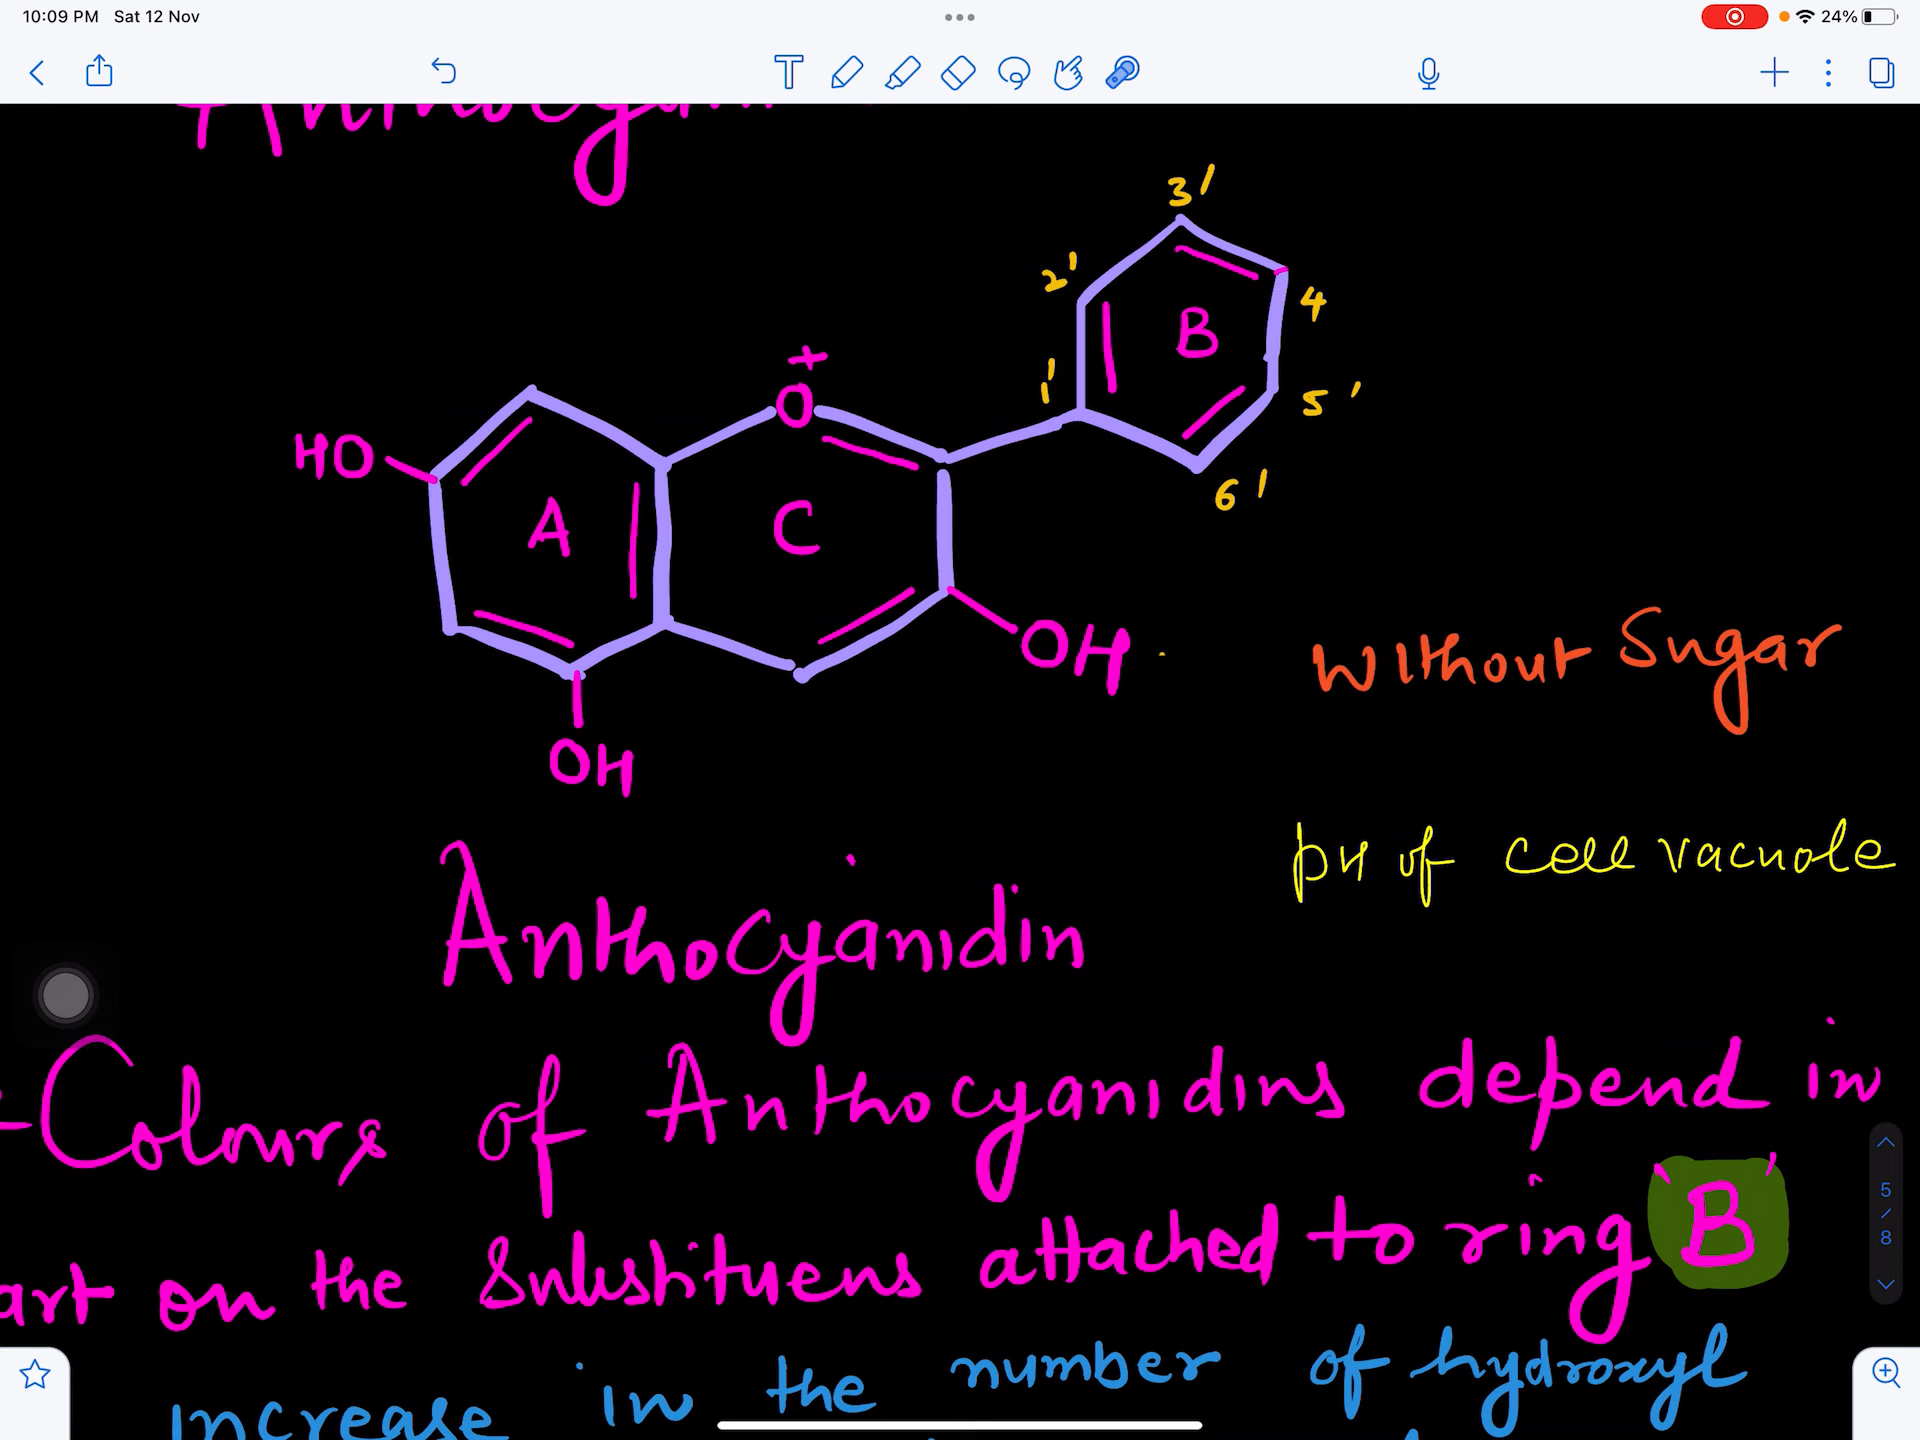 10:09 PM Sat 12 Nov
24%
3'
2'
4
B
+
1'
5'
O
HO
6'
A
C
OH
Without Sugar
OH
pH of cell vacuole
Anthocyanidin
Colours of Anthocyanidins depend in
art on the Substituens attached to ring B
5
/
8
increase in the number of hydroxyl